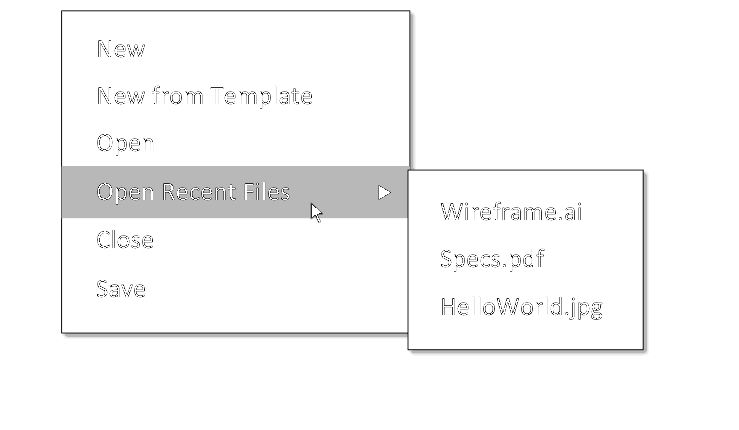 New
New from Template
Open
Open Recent Files
Close
Save
Wireframe.ai
Specs.pdf
HelloWorld.jpg